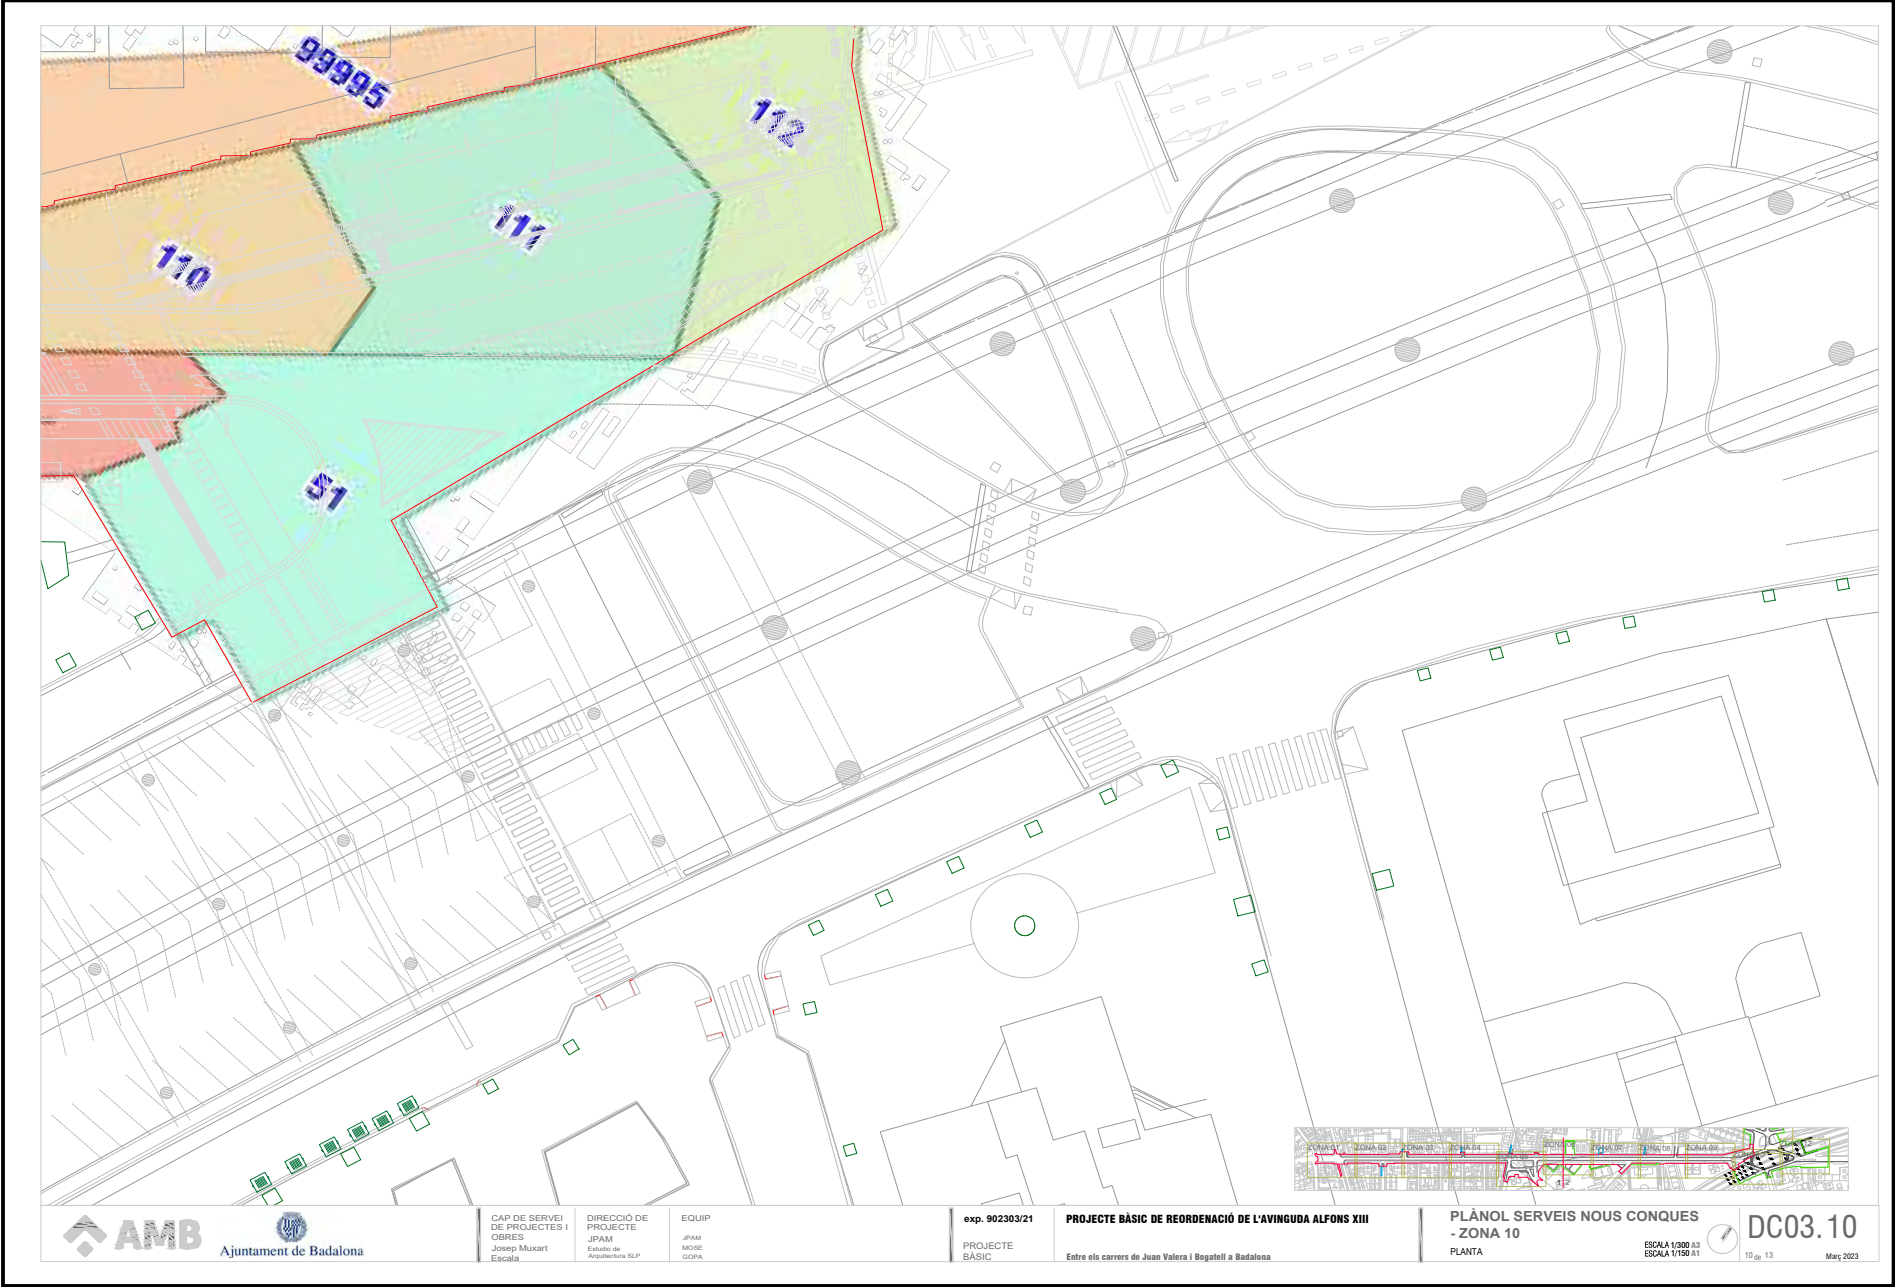 99995
112
111
110
51
BUS
ZONA 01
ZONA 02
ZONA 03
ZONA 04
ZONA 07
ZONA 08
ZONA 09
AMB
Ajuntament de Badalona
CAP DE SERVEI
DE PROJECTES I
OBRES
Josep Muxart
Escala
DIRECCIÓ DE
PROJECTE
JPAM
Estudio de
Arquitectura SLP
EQUIP
JPAM
MOSE
GOPA
exp. 902303/21
PROJECTE
BÀSIC
PROJECTE BÀSIC DE REORDENACIÓ DE L'AVINGUDA ALFONS XIII
Entre els carrers de Juan Valera i Bogatell a Badalona
PLÀNOL SERVEIS NOUS CONQUES
- ZONA 10
PLANTA
ESCALA 1/300 A3
ESCALA 1/150 A1
DC03.10
10 de 13
Març 2023